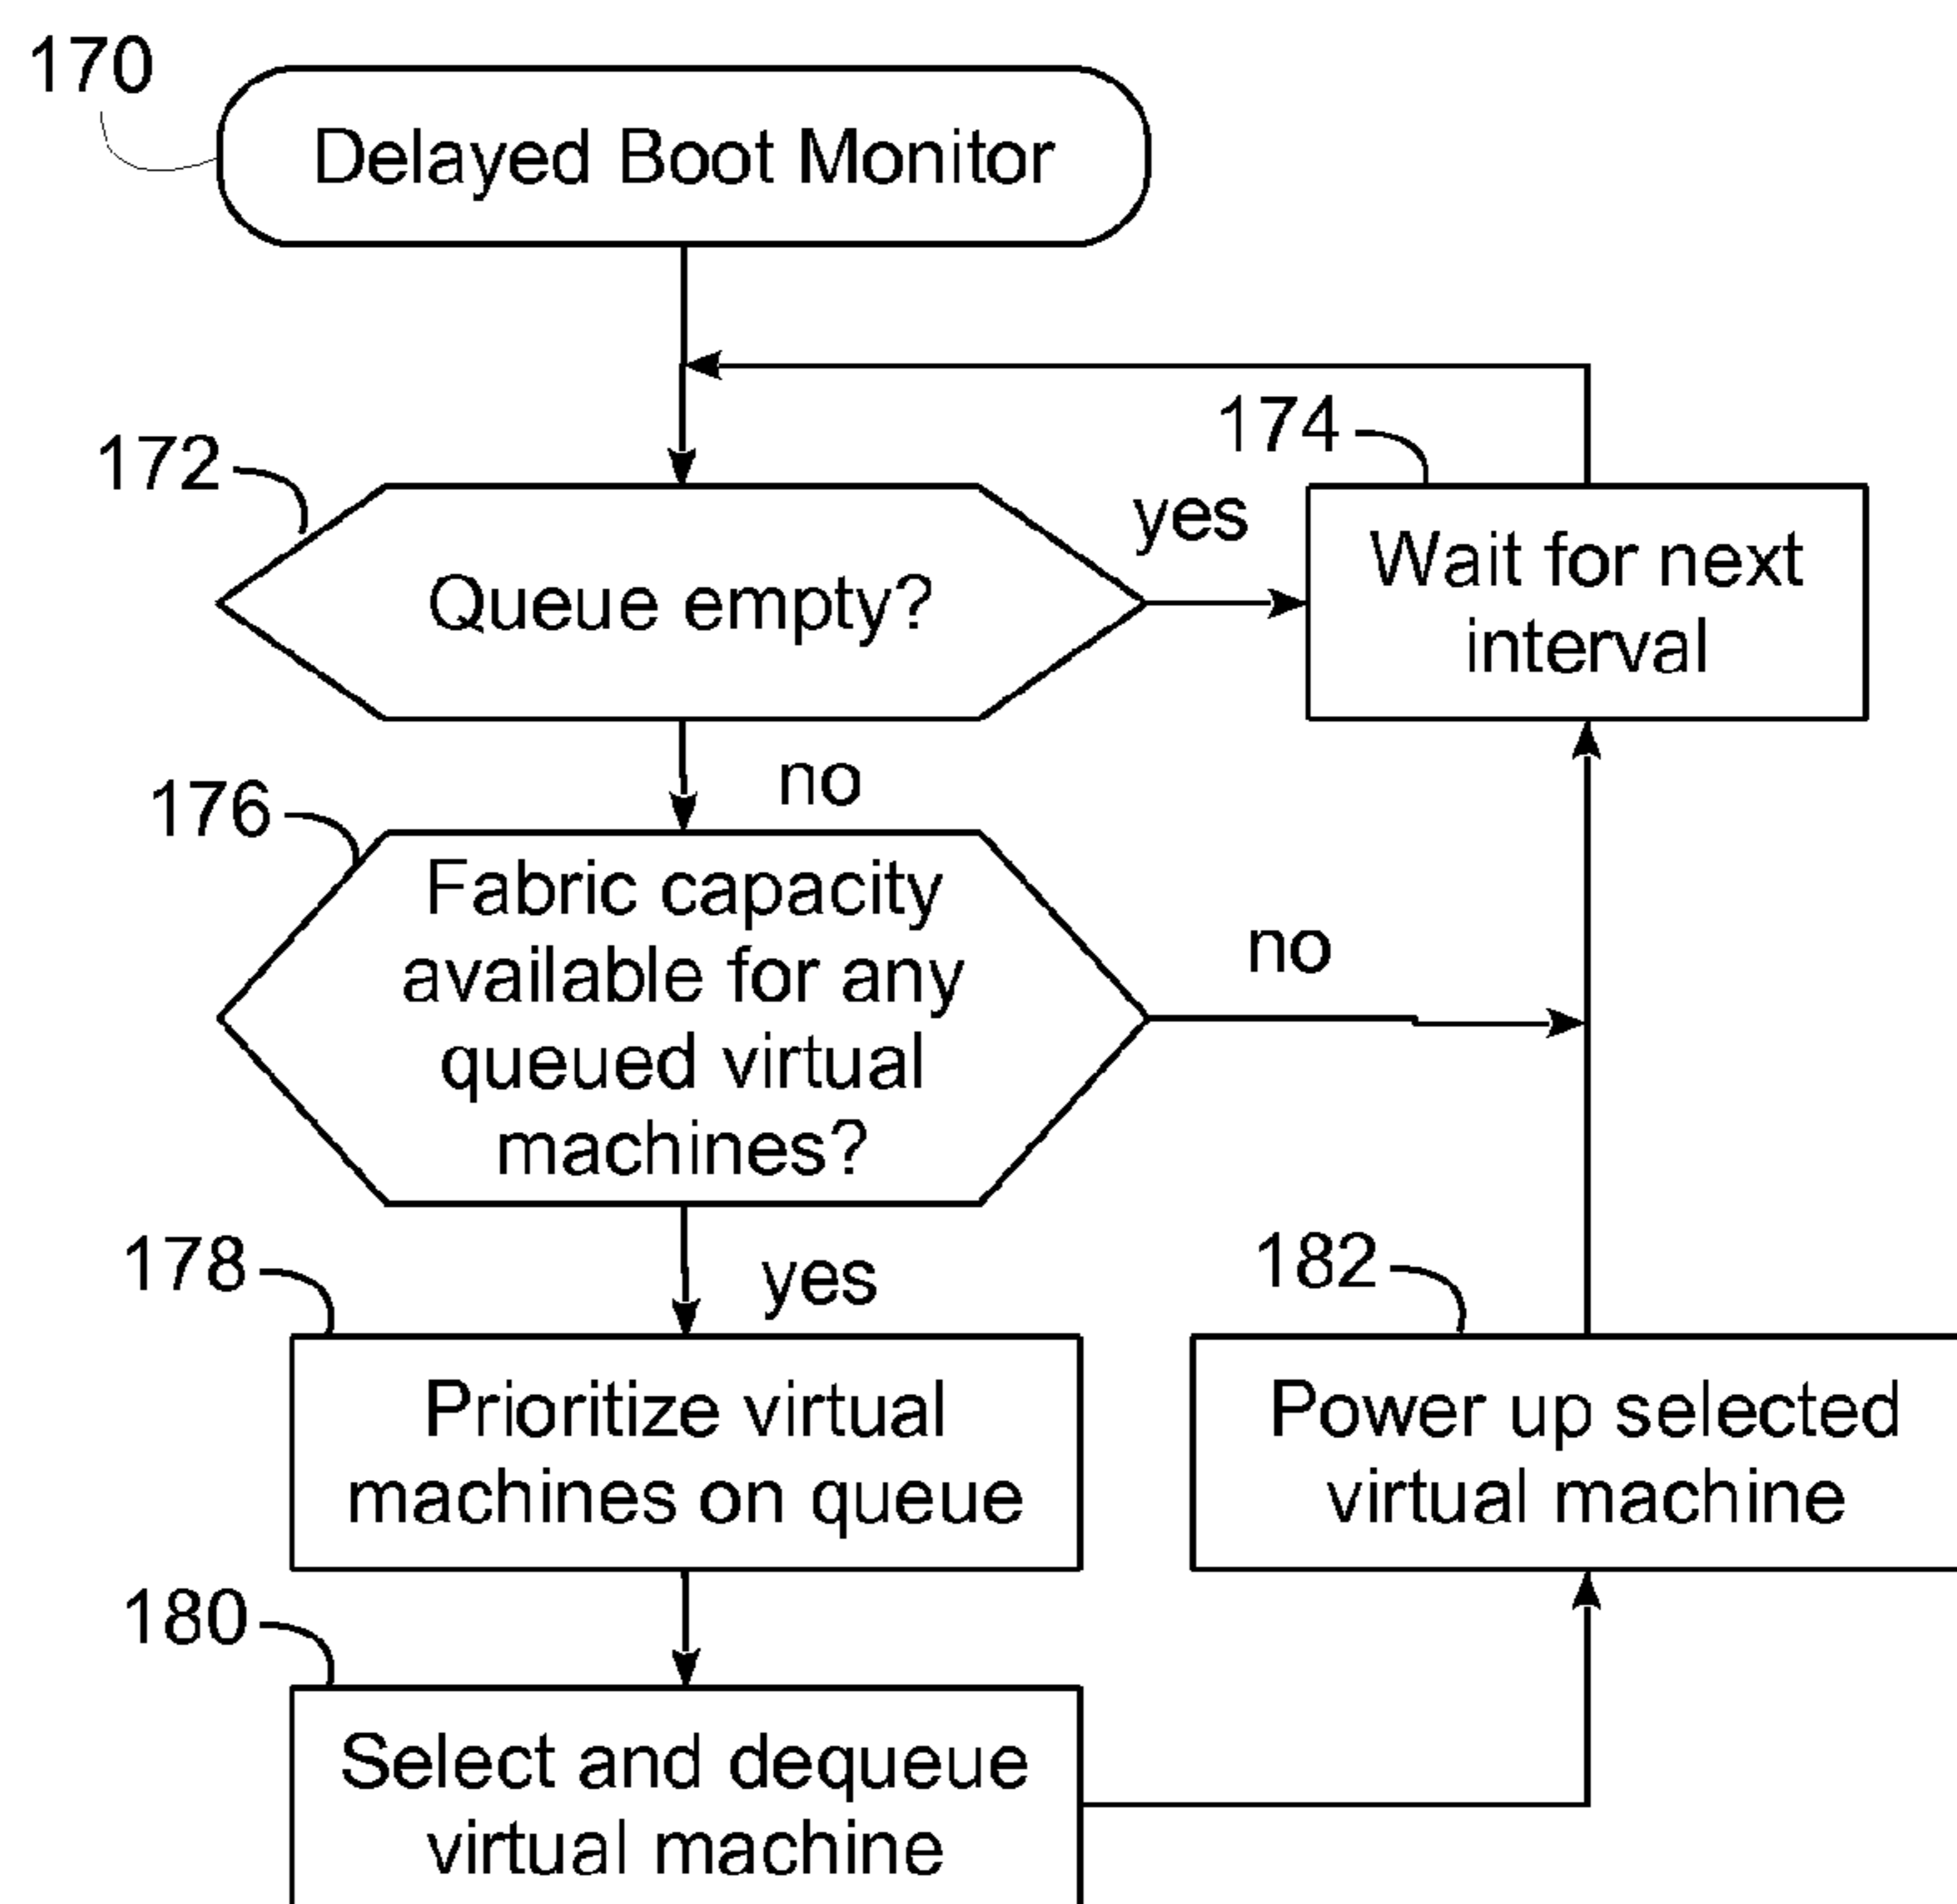 170
Delayed Boot Monitor
172
Queue empty?
yes
174
Wait for next
interval
no
176
Fabric capacity
available for any
queued virtual
machines?
no
yes
178
Prioritize virtual
machines on queue
182
Power up selected
virtual machine
180
Select and dequeue
virtual machine